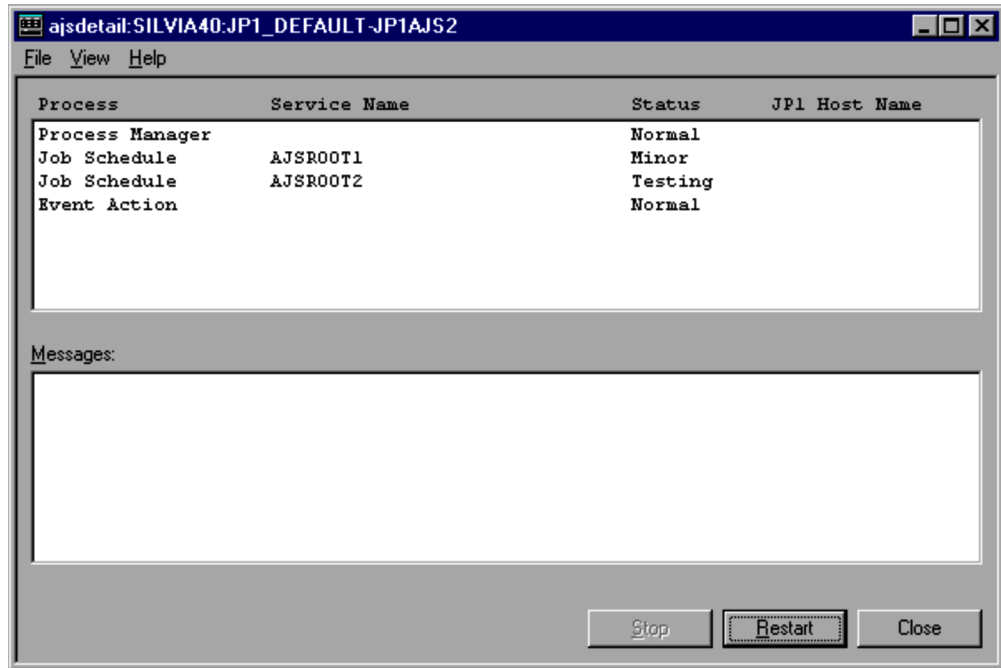 ajsdetail:SILVIA40:JP1_DEFAULT-JP1AJS2
File View Help
Process Service Name Status JP1 Host Name
Process Manager Normal
Job Schedule AJSROOT1 Minor
Job Schedule AJSROOT2 Testing
Event Action Normal
Messages:
Stop Restart Close